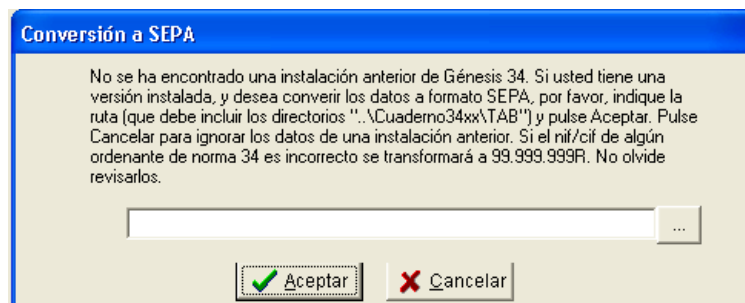 Conversión a SEPA
No se ha encontrado una instalación anterior de Génesis 34. Si usted tiene una
versión instalada, y desea converir los datos a formato SEPA, por favor, indique la
ruta (que debe incluir los directorios "..\Cuaderno34xx\TAB") y pulse Aceptar. Pulse
Cancelar para ignorar los datos de una instalación anterior. Si el nif/cif de algún
ordenante de norma 34 es incorrecto se transformará a 99.999.999R. No olvide
revisarlos.
...
Aceptar Cancelar